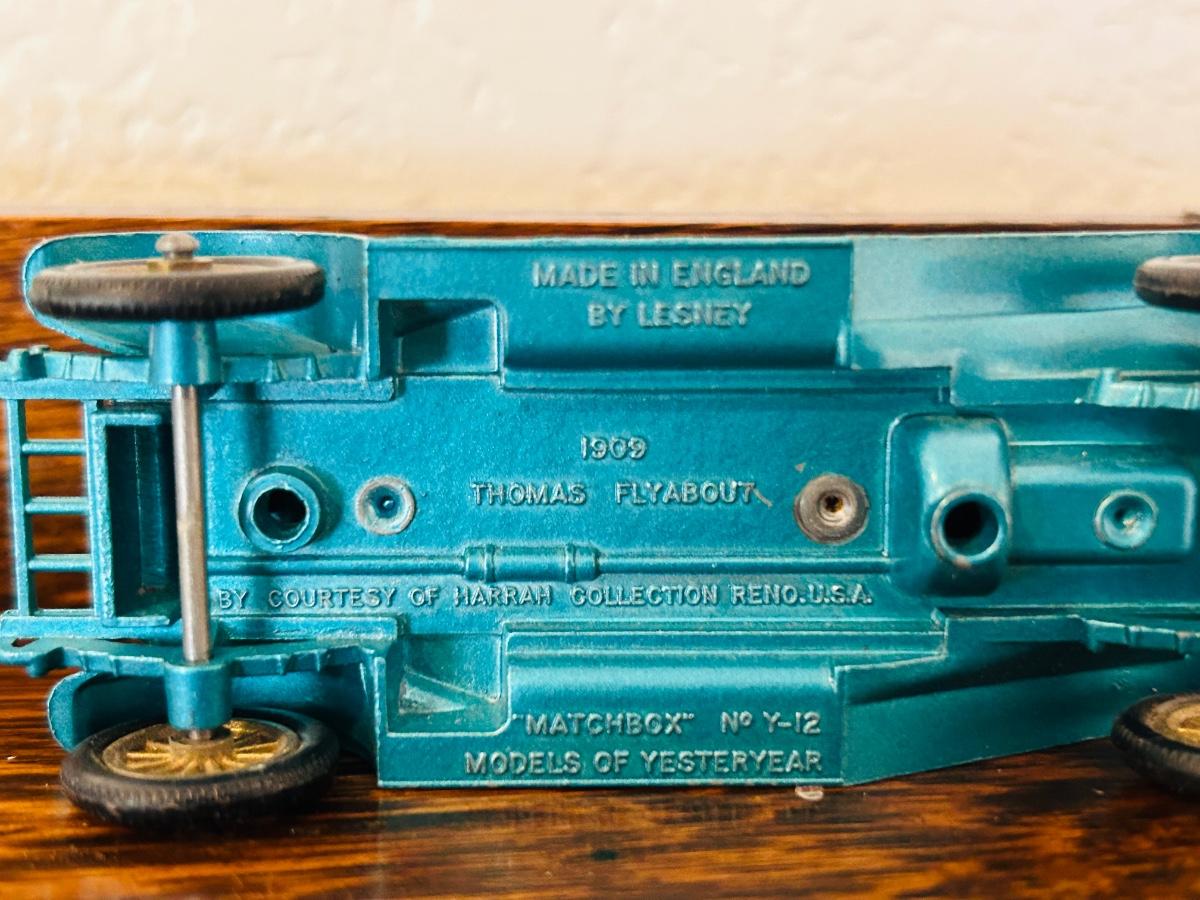 MADE IN ENGLAND
BY LESNEY
1909
THOMAS FLYABOUT
BY COURTESY OF HARRAH COLLECTION RENO. U.S.A.
"MATCHBOX" Nº Y-12
MODELS OF YESTERYEAR